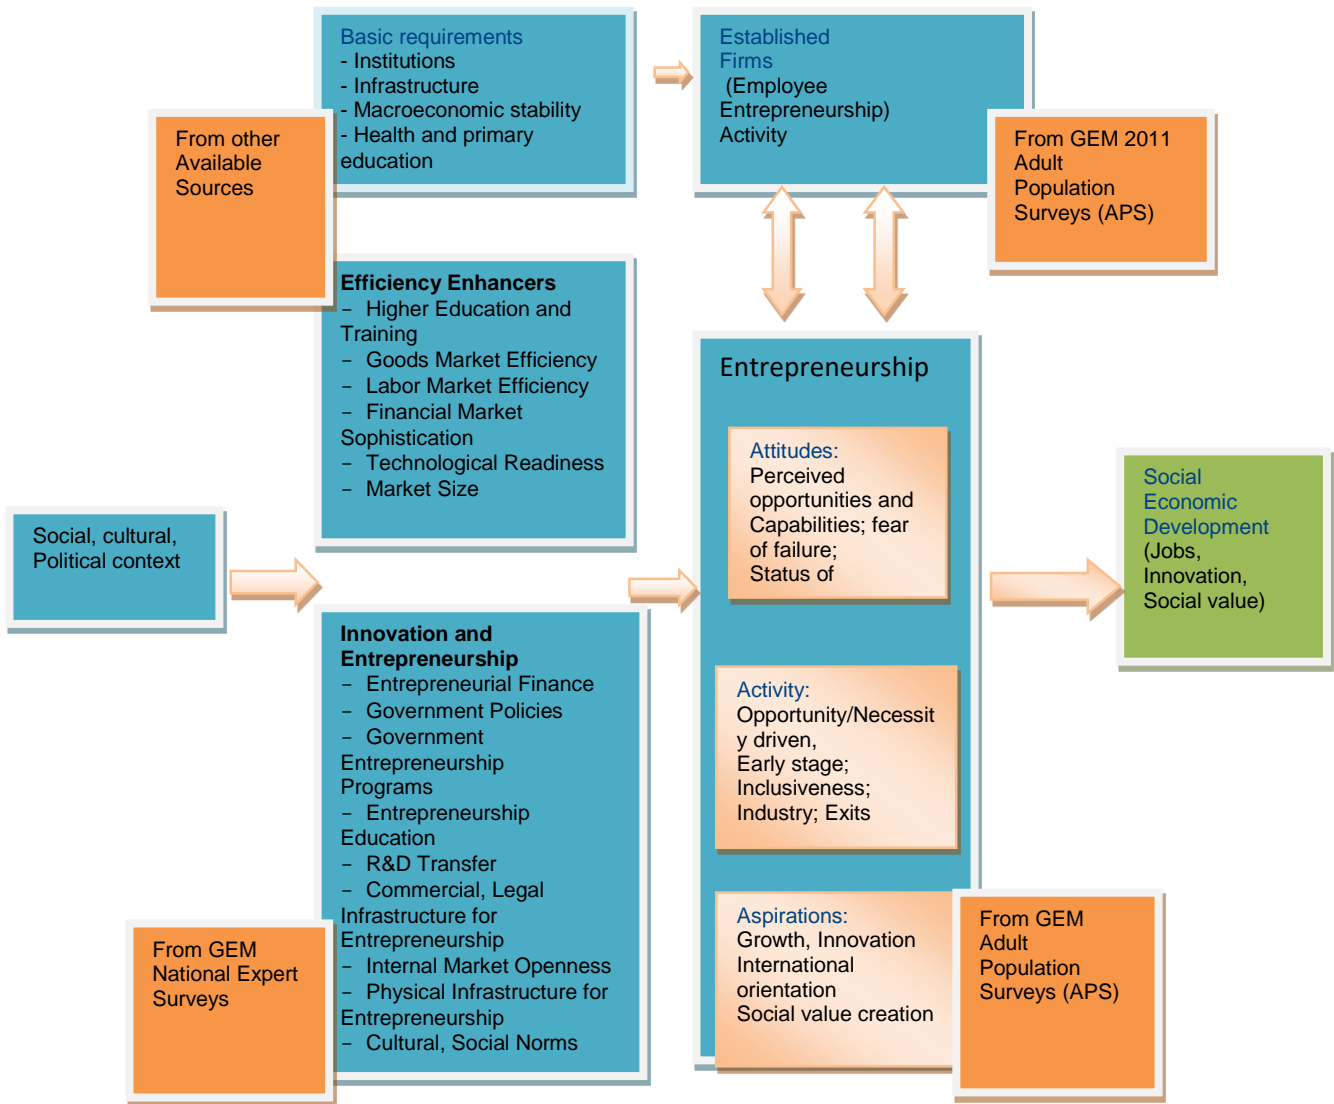 Basic requirements
- Institutions
- Infrastructure
- Macroeconomic stability
- Health and primary
education
Established
Firms
(Employee
Entrepreneurship)
Activity
From other
Available
Sources
From GEM 2011
Adult
Population
Surveys (APS)
Efficiency Enhancers
– Higher Education and
Training
– Goods Market Efficiency
– Labor Market Efficiency
– Financial Market
Sophistication
– Technological Readiness
– Market Size
Entrepreneurship
Attitudes:
Perceived
opportunities and
Capabilities; fear
of failure;
Status of
Social
Economic
Development
(Jobs,
Innovation,
Social value)
Social, cultural,
Political context
Innovation and
Entrepreneurship
– Entrepreneurial Finance
– Government Policies
– Government
Entrepreneurship
Programs
– Entrepreneurship
Education
– R&D Transfer
– Commercial, Legal
Infrastructure for
Entrepreneurship
– Internal Market Openness
– Physical Infrastructure for
Entrepreneurship
– Cultural, Social Norms
Activity:
Opportunity/Necessit
y driven,
Early stage;
Inclusiveness;
Industry; Exits
From GEM
National Expert
Surveys
Aspirations:
Growth, Innovation
International
orientation
Social value creation
From GEM
Adult
Population
Surveys (APS)